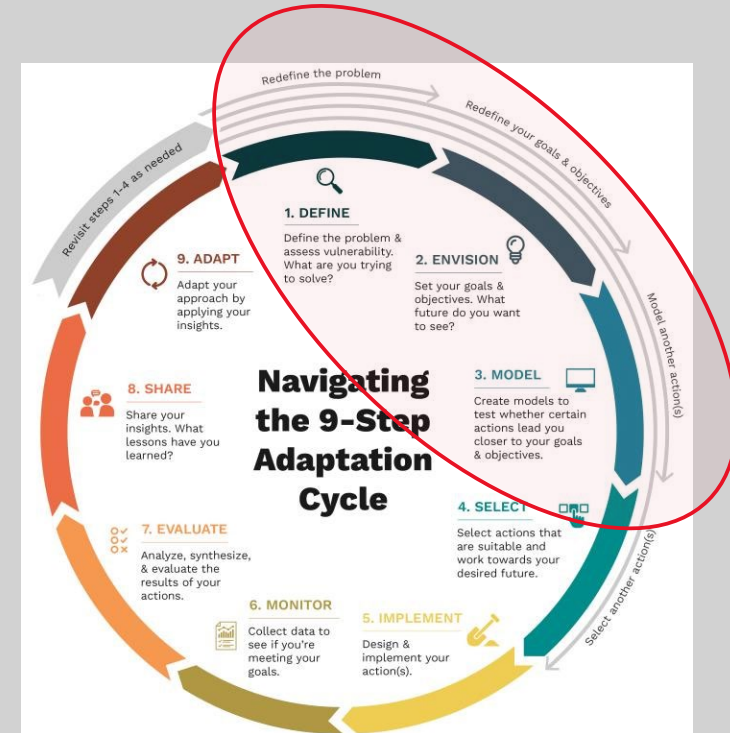 Redefine the problem
Redefine your goals & objectives
Model another action(s)
Select another action(s)
Revisit steps 1-4 as needed
1. DEFINE
Define the problem &
assess vulnerability.
What are you trying
to solve?
2. ENVISION
Set your goals &
objectives. What
future do you want
to see?
3. MODEL
Create models to
test whether certain
actions lead you
closer to your goals
& objectives.
4. SELECT
Select actions that
are suitable and
work towards your
desired future.
5. IMPLEMENT
Design &
implement your
action(s).
6. MONITOR
Collect data to
see if you're
meeting your
goals.
7. EVALUATE
Analyze, synthesize,
& evaluate the
results of your
actions.
8. SHARE
Share your
insights. What
lessons have you
learned?
9. ADAPT
Adapt your
approach by
applying your
insights.
Navigating
the 9-Step
Adaptation
Cycle